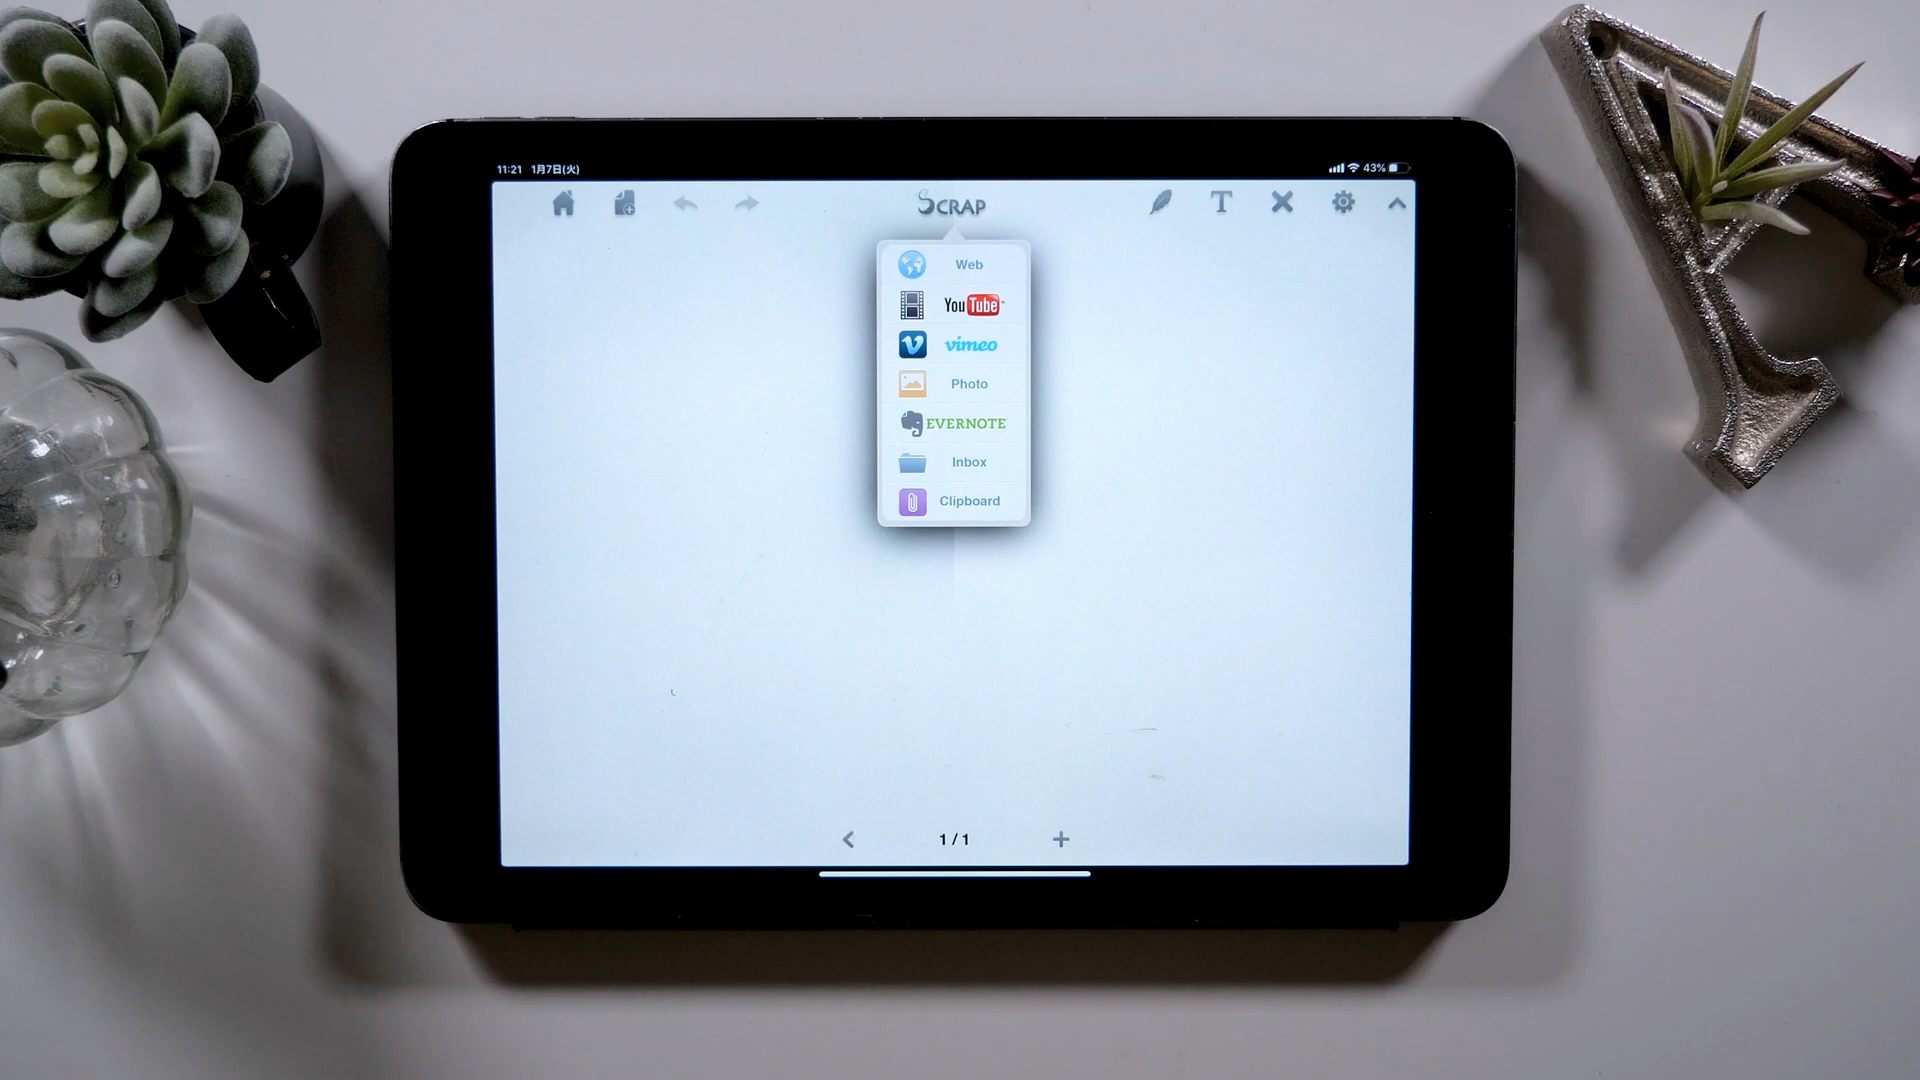 11:21 1月7日(火)
43%
SCRAP
T
Web
YouTube
vimeo
Photo
EVERNOTE
Inbox
Clipboard
1 / 1